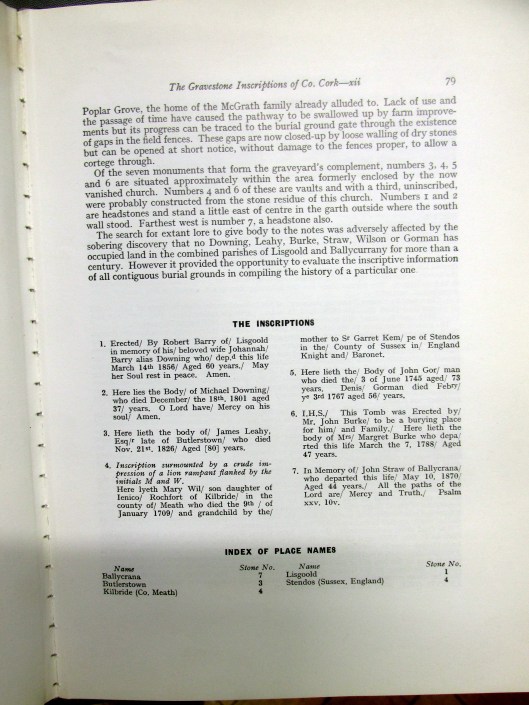 The Gravestone Inscriptions of Co. Cork—xii 79
Poplar Grove, the home of the McGrath family already alluded to. Lack of use and
the passage of time have caused the pathway to be swallowed up by farm improve-
ments but its progress can be traced to the burial ground gate through the existence
of gaps in the field fences. These gaps are now closed-up by loose walling of dry stones
but can be opened at short notice, without damage to the fences proper, to allow a
cortege through.
Of the seven monuments that form the graveyard's complement, numbers 3, 4, 5
and 6 are situated approximately within the area formerly enclosed by the now
vanished church. Numbers 4 and 6 of these are vaults and with a third, uninscribed,
were probably constructed from the stone residue of this church. Numbers 1 and 2
are headstones and stand a little east of centre in the garth outside where the south
wall stood. Farthest west is number 7, a headstone also.
The search for extant lore to give body to the notes was adversely affected by the
sobering discovery that no Downing, Leahy, Burke, Straw, Wilson or Gorman has
occupied land in the combined parishes of Lisgoold and Ballycurrany for more than a
century. However it provided the opportunity to evaluate the inscriptive information
of all contiguous burial grounds in compiling the history of a particular one
THE INSCRIPTIONS
1. Erected/ By Robert Barry of/ Lisgoold
in memory of his/ beloved wife Johannah/
Barry alias Downing who/ dep.d this life
March 14th 1856/ Aged 60 years./ May
her Soul rest in peace. Amen.
2. Here lies the Body/ of Michael Downing/
who died December/ the 18th, 1801 aged
37/ years. O Lord have/ Mercy on his
soul/ Amen.
3. Here lieth the body of/ James Leahy,
Esq/r late of Butlerstown/ who died
Nov. 21st, 1826/ Aged [80] years.
4. Inscription surmounted by a crude im-
pression of a lion rampant flanked by the
initials M and W.
Here lyeth Mary Wil/ son daughter of
Ienico/ Rochfort of Kilbride/ in the
county of/ Meath who died the 9th / of
January 1709/ and grandchild by the/
mother to Sr Garret Kem/ pe of Stendos
in the/ County of Sussex in/ England
Knight and/ Baronet.
5. Here lieth the/ Body of John Gor/ man
who died the/ 3 of June 1745 aged/ 73
years. Denis/ Gorman died Febry/
ye 3rd 1767 aged 56/ years.
6. I,H,S,/ This Tomb was Erected by/
Mr, John Burke/ to be a burying place
for him/ and Family,/ Here lieth the
body of Mrs/ Margret Burke who depa/
rted this life March the 7, 1788/ Aged
47 years.
7. In Memory of/ John Straw of Ballycrana/
who departed this life/ May 10, 1870/
Aged 44 years./ All the paths of the
Lord are/ Mercy and Truth./ Psalm
xxv. 10v.
INDEX OF PLACE NAMES
Name Stone No.
Ballycrana 7
Butlerstown 3
Kilbride (Co. Meath) 4
Name Stone No.
Lisgoold 1
Stendos (Sussex, England) 4